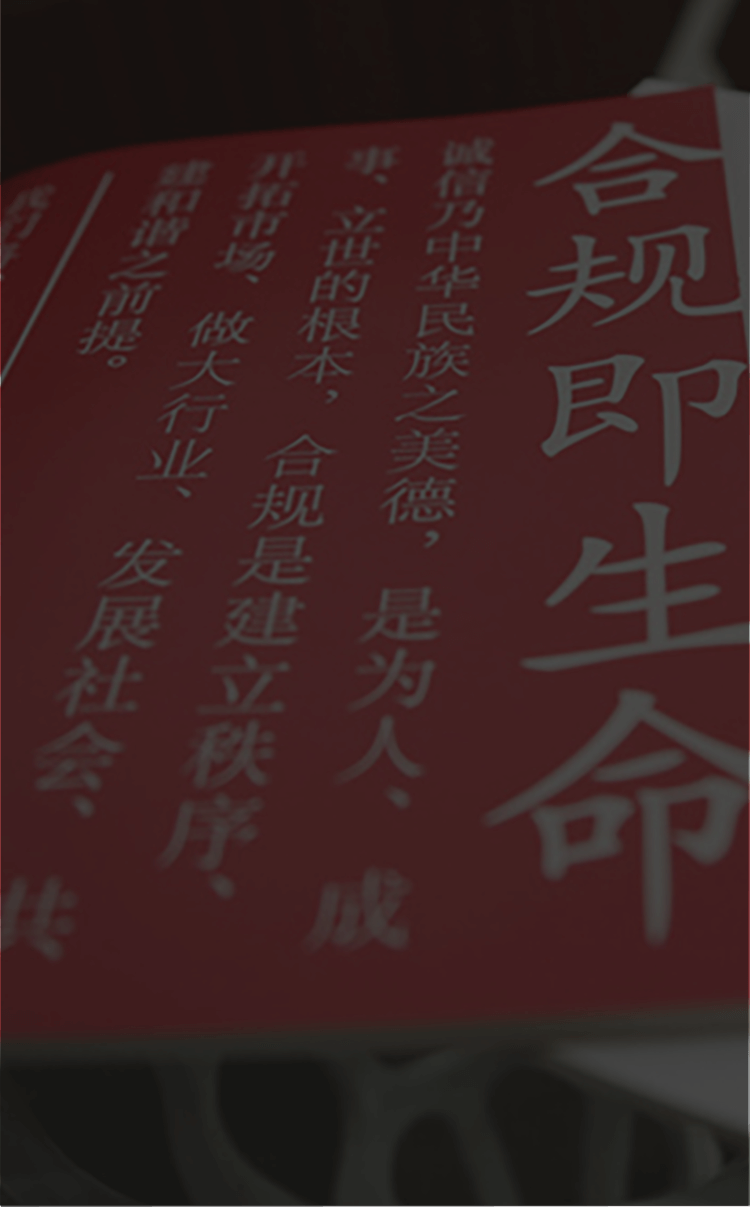 合规即生命
诚信乃中华民族之美德，是为人、成
事、立世的根本，合规是建立秩序、
开拓市场、做大行业、发展社会、共
建和谐之前提。